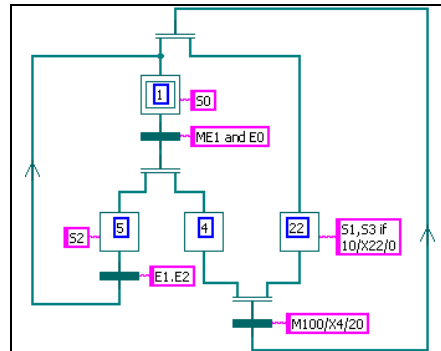 1
S0
ME1 and E0
S2
5
4
22
S1,S3 if
10/X22/0
E1.E2
M100/X4/20